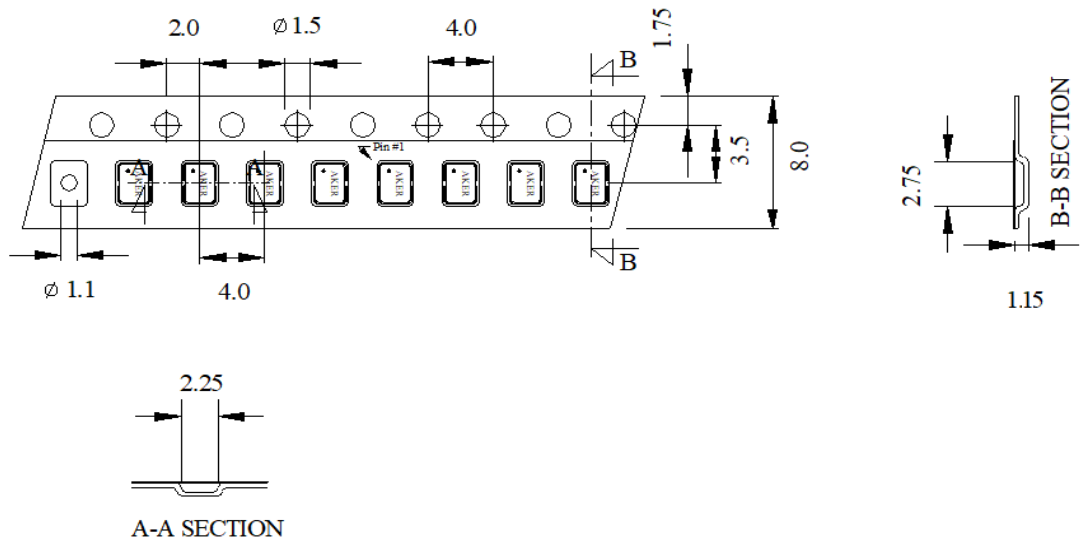 2.0
⌀ 1.5
4.0
1.75
B
Pin #1
A
A
AKER
AKER
AKER
AKER
AKER
AKER
AKER
AKER
3.5
8.0
B
⌀ 1.1
4.0
2.75
B-B SECTION
1.15
2.25
A-A SECTION